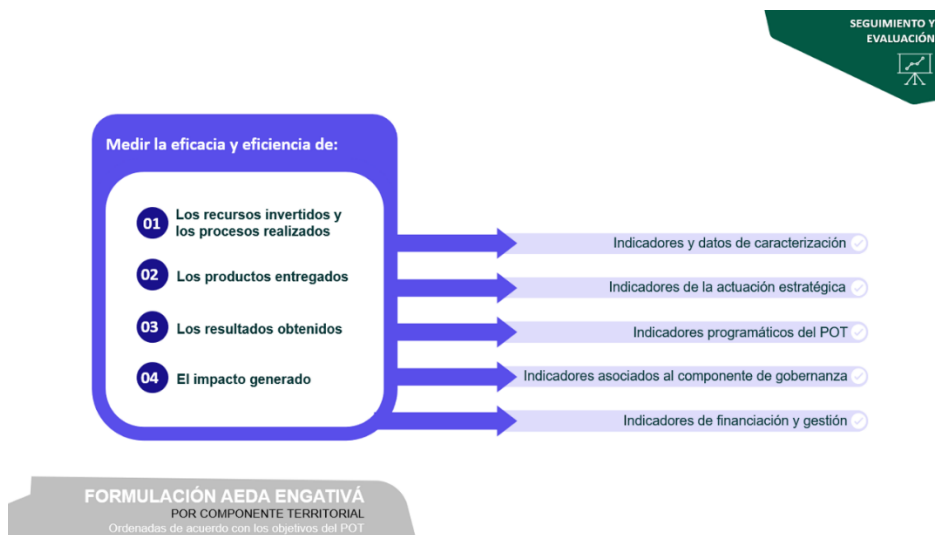 SEGUIMIENTO Y
EVALUACIÓN
Medir la eficacia y eficiencia de:
01
Los recursos invertidos y
los procesos realizados
02
Los productos entregados
03
Los resultados obtenidos
04
El impacto generado
Indicadores y datos de caracterización
Indicadores de la actuación estratégica
Indicadores programáticos del POT
Indicadores asociados al componente de gobernanza
Indicadores de financiación y gestión
FORMULACIÓN AEDA ENGATIVÁ
POR COMPONENTE TERRITORIAL
Ordenadas de acuerdo con los objetivos del POT